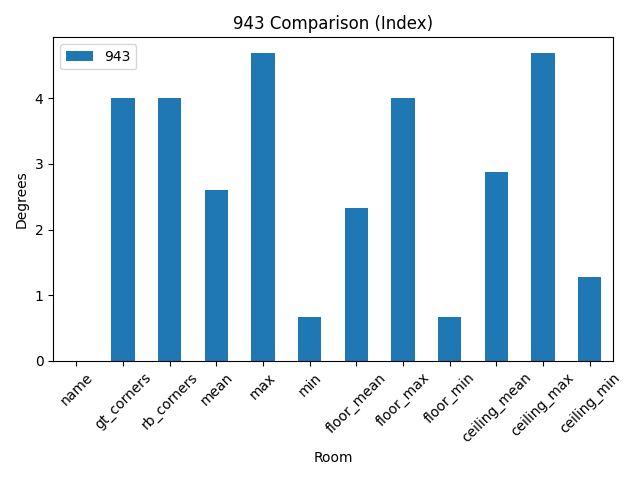 943 Comparison (Index)
943
Degrees
4
3
2
1
0
name
gt_corners
rb_corners
mean
max
min
floor_mean
floor_max
floor_min
ceiling_mean
ceiling_max
ceiling_min
Room